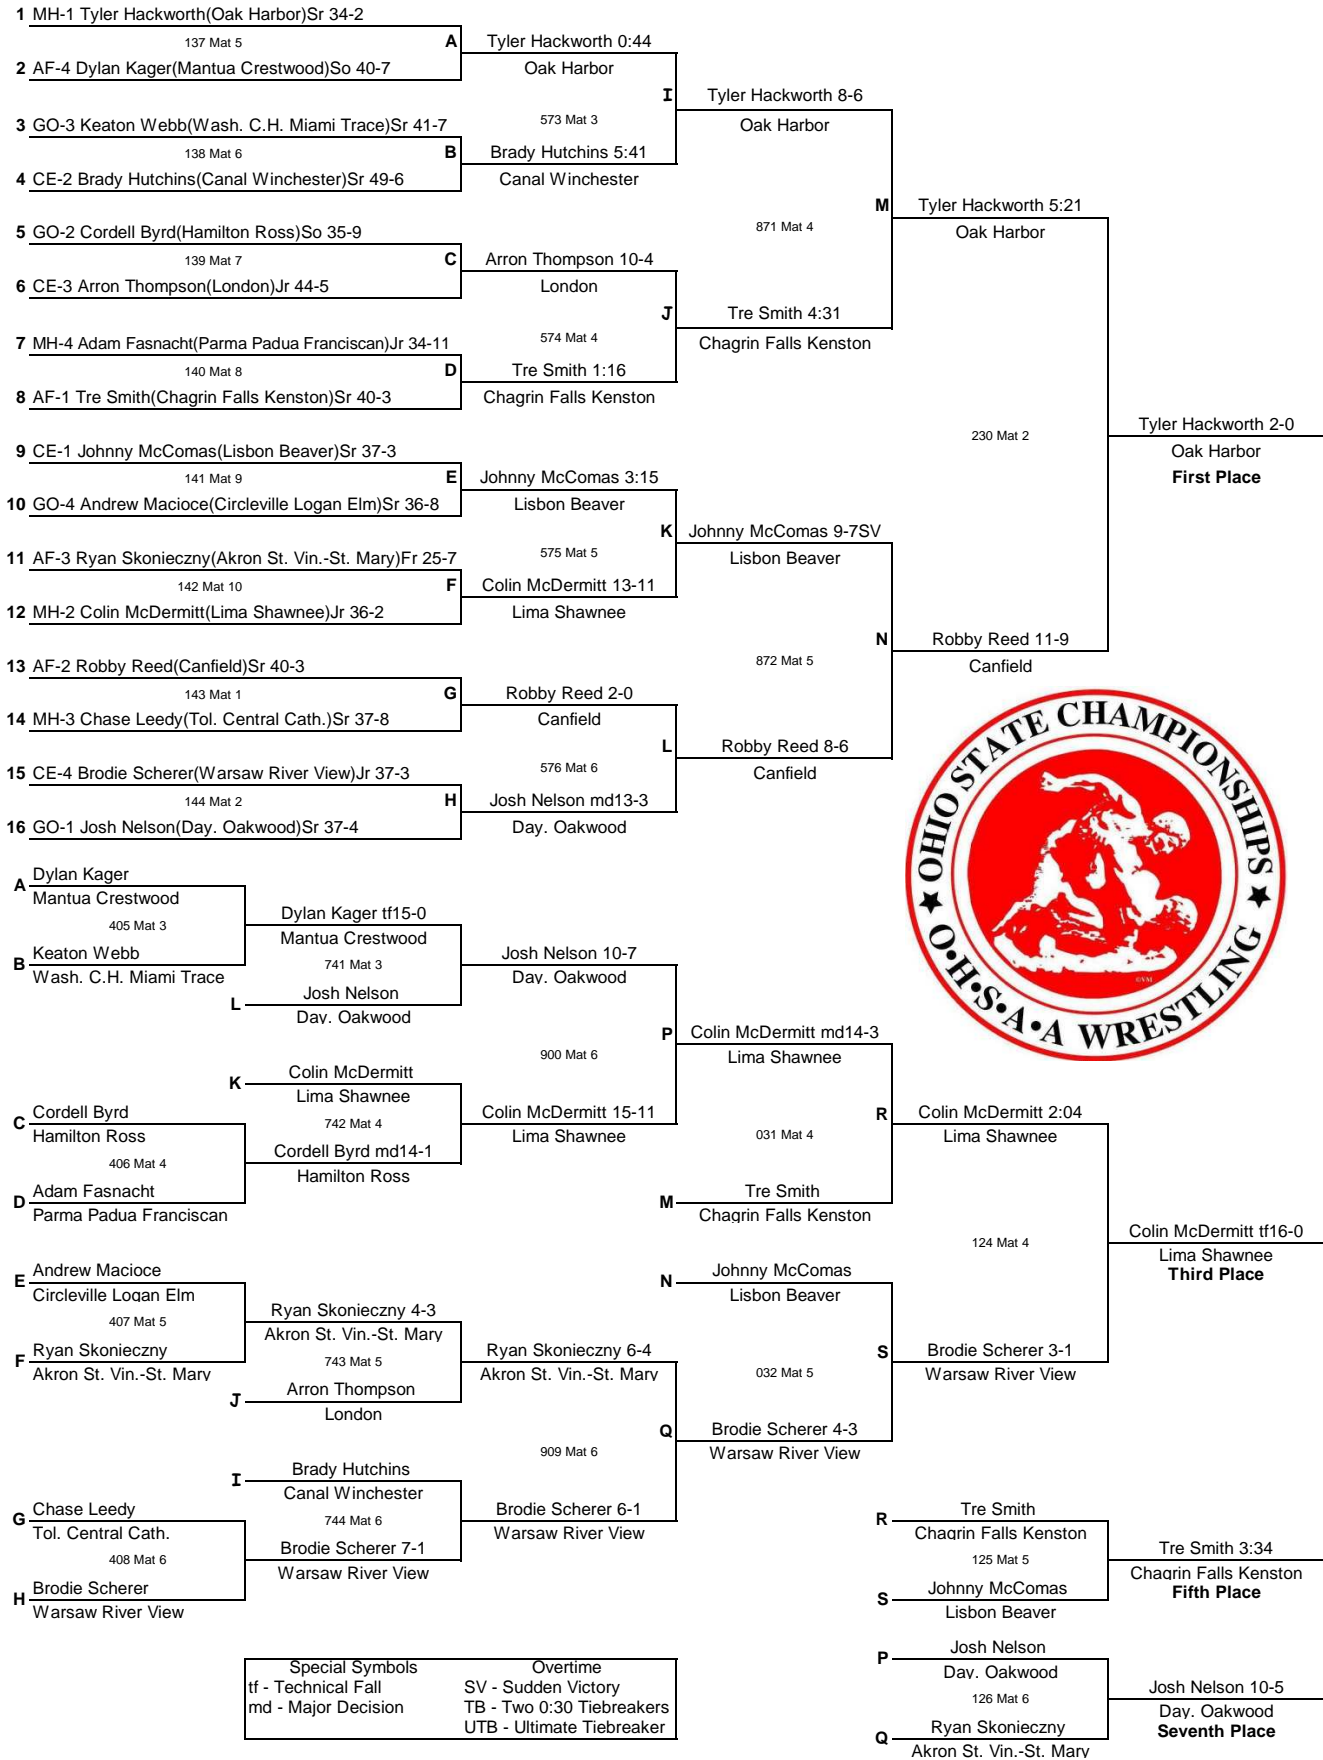 1 MH-1 Tyler Hackworth(Oak Harbor)Sr 34-2
137 Mat 5
A
2 AF-4 Dylan Kager(Mantua Crestwood)So 40-7
Tyler Hackworth 0:44
Oak Harbor
3 GO-3 Keaton Webb(Wash. C.H. Miami Trace)Sr 41-7
138 Mat 6
B
4 CE-2 Brady Hutchins(Canal Winchester)Sr 49-6
Brady Hutchins 5:41
Canal Winchester
573 Mat 3
I
Tyler Hackworth 8-6
Oak Harbor
5 GO-2 Cordell Byrd(Hamilton Ross)So 35-9
139 Mat 7
C
6 CE-3 Arron Thompson(London)Jr 44-5
Arron Thompson 10-4
London
7 MH-4 Adam Fasnacht(Parma Padua Franciscan)Jr 34-11
140 Mat 8
D
8 AF-1 Tre Smith(Chagrin Falls Kenston)Sr 40-3
Tre Smith 1:16
Chagrin Falls Kenston
574 Mat 4
J
Tre Smith 4:31
Chagrin Falls Kenston
871 Mat 4
M
Tyler Hackworth 5:21
Oak Harbor
9 CE-1 Johnny McComas(Lisbon Beaver)Sr 37-3
141 Mat 9
E
10 GO-4 Andrew Macioce(Circleville Logan Elm)Sr 36-8
Johnny McComas 3:15
Lisbon Beaver
11 AF-3 Ryan Skonieczny(Akron St. Vin.-St. Mary)Fr 25-7
142 Mat 10
F
12 MH-2 Colin McDermitt(Lima Shawnee)Jr 36-2
Colin McDermitt 13-11
Lima Shawnee
575 Mat 5
K
Johnny McComas 9-7SV
Lisbon Beaver
13 AF-2 Robby Reed(Canfield)Sr 40-3
143 Mat 1
G
14 MH-3 Chase Leedy(Tol. Central Cath.)Sr 37-8
Robby Reed 2-0
Canfield
15 CE-4 Brodie Scherer(Warsaw River View)Jr 37-3
144 Mat 2
H
16 GO-1 Josh Nelson(Day. Oakwood)Sr 37-4
Josh Nelson md13-3
Day. Oakwood
576 Mat 6
L
Robby Reed 8-6
Canfield
872 Mat 5
N
Robby Reed 11-9
Canfield
230 Mat 2
Tyler Hackworth 2-0
Oak Harbor
First Place
OHIO STATE CHAMPIONSHIPS
O•H•S•A•A WRESTLING
©VM
A Dylan Kager
Mantua Crestwood
405 Mat 3
B Keaton Webb
Wash. C.H. Miami Trace
Dylan Kager tf15-0
Mantua Crestwood
741 Mat 3
L Josh Nelson
Day. Oakwood
Josh Nelson 10-7
Day. Oakwood
K Colin McDermitt
Lima Shawnee
742 Mat 4
C Cordell Byrd
Hamilton Ross
406 Mat 4
D Adam Fasnacht
Parma Padua Franciscan
Cordell Byrd md14-1
Hamilton Ross
Colin McDermitt 15-11
Lima Shawnee
900 Mat 6
P
Colin McDermitt md14-3
Lima Shawnee
031 Mat 4
M Tre Smith
Chagrin Falls Kenston
R
Colin McDermitt 2:04
Lima Shawnee
E Andrew Macioce
Circleville Logan Elm
407 Mat 5
F Ryan Skonieczny
Akron St. Vin.-St. Mary
Ryan Skonieczny 4-3
Akron St. Vin.-St. Mary
743 Mat 5
J Arron Thompson
London
Ryan Skonieczny 6-4
Akron St. Vin.-St. Mary
I Brady Hutchins
Canal Winchester
744 Mat 6
G Chase Leedy
Tol. Central Cath.
408 Mat 6
H Brodie Scherer
Warsaw River View
Brodie Scherer 7-1
Warsaw River View
Brodie Scherer 6-1
Warsaw River View
909 Mat 6
Q
Brodie Scherer 4-3
Warsaw River View
N Johnny McComas
Lisbon Beaver
032 Mat 5
S
Brodie Scherer 3-1
Warsaw River View
124 Mat 4
Colin McDermitt tf16-0
Lima Shawnee
Third Place
R Tre Smith
Chagrin Falls Kenston
125 Mat 5
S Johnny McComas
Lisbon Beaver
Tre Smith 3:34
Chagrin Falls Kenston
Fifth Place
P Josh Nelson
Day. Oakwood
126 Mat 6
Q Ryan Skonieczny
Akron St. Vin.-St. Mary
Josh Nelson 10-5
Day. Oakwood
Seventh Place
Special Symbols
tf - Technical Fall
md - Major Decision
Overtime
SV - Sudden Victory
TB - Two 0:30 Tiebreakers
UTB - Ultimate Tiebreaker